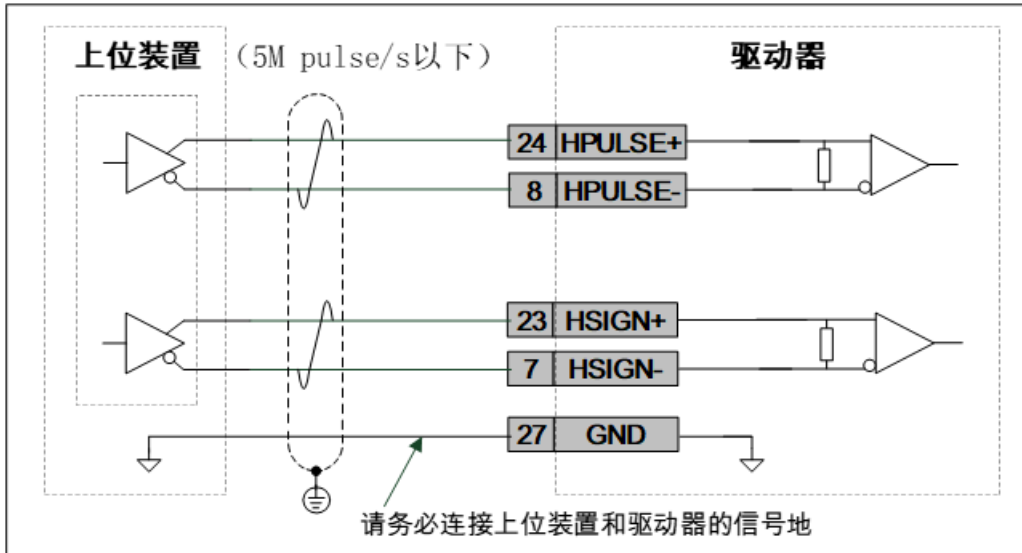 上位装置 （5M pulse/s以下） 驱动器
24 HPULSE+
8 HPULSE-
23 HSIGN+
7 HSIGN-
27 GND
请务必连接上位装置和驱动器的信号地